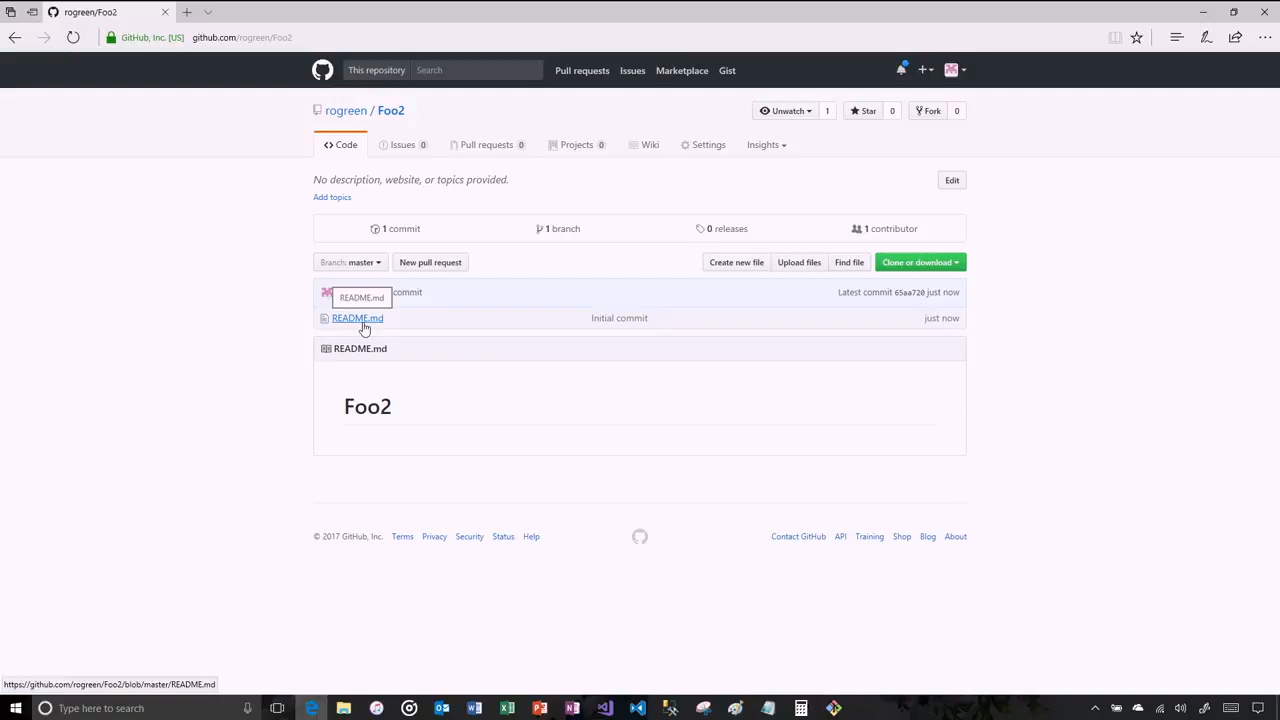 rogreen/Foo2
GitHub, Inc. [US] github.com/rogreen/Foo2
This repository Search Pull requests Issues Marketplace Gist
rogreen / Foo2
Unwatch 1 Star 0 Fork 0
Code Issues 0 Pull requests 0 Projects 0 Wiki Settings Insights
No description, website, or topics provided. Edit
Add topics
1 commit 1 branch 0 releases 1 contributor
Branch: master New pull request Create new file Upload files Find file Clone or download
commit Latest commit 65aa720 just now
README.md
README.md Initial commit just now
README.md
Foo2
© 2017 GitHub, Inc. Terms Privacy Security Status Help Contact GitHub API Training Shop Blog About
https://github.com/rogreen/Foo2/blob/master/README.md
Type here to search